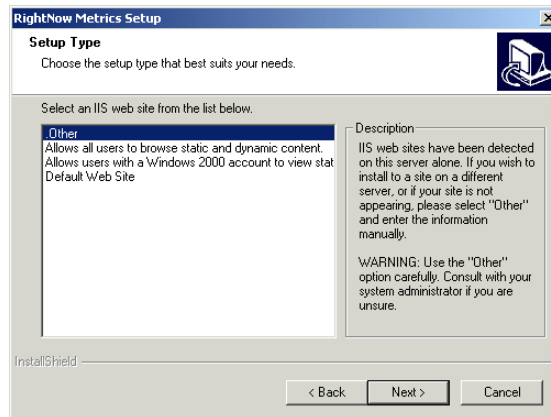 RightNow Metrics Setup
Setup Type
Choose the setup type that best suits your needs.
Select an IIS web site from the list below.
.Other
Allows all users to browse static and dynamic content.
Allows users with a Windows 2000 account to view stat
Default Web Site
Description
IIS web sites have been detected
on this server alone. If you wish to
install to a site on a different
server, or if your site is not
appearing, please select "Other"
and enter the information
manually.
WARNING: Use the "Other"
option carefully. Consult with your
system administrator if you are
unsure.
InstallShield
< Back
Next >
Cancel